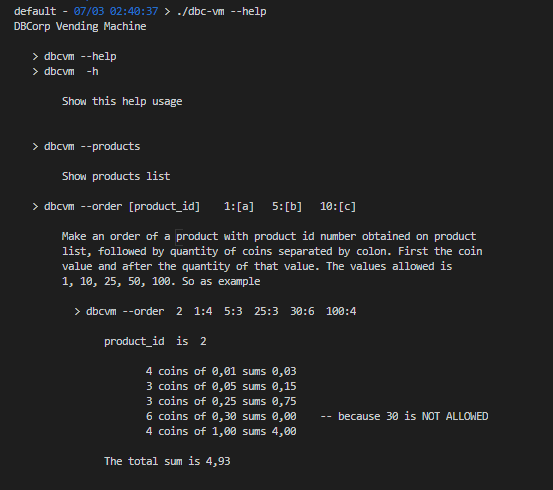 default - 07/03 02:40:37 > ./dbc-vm --help
DBCorp Vending Machine
> dbcvm --help
> dbcvm  -h
Show this help usage
> dbcvm --products
Show products list
> dbcvm --order [product_id]    1:[a]   5:[b]   10:[c]
Make an order of a product with product id number obtained on product
list, followed by quantity of coins separated by colon. First the coin
value and after the quantity of that value. The values allowed is
1, 10, 25, 50, 100. So as example
> dbcvm --order  2  1:4  5:3  25:3  30:6  100:4
product_id  is  2
4 coins of 0,01 sums 0,03
3 coins of 0,05 sums 0,15
3 coins of 0,25 sums 0,75
6 coins of 0,30 sums 0,00    -- because 30 is NOT ALLOWED
4 coins of 1,00 sums 4,00
The total sum is 4,93